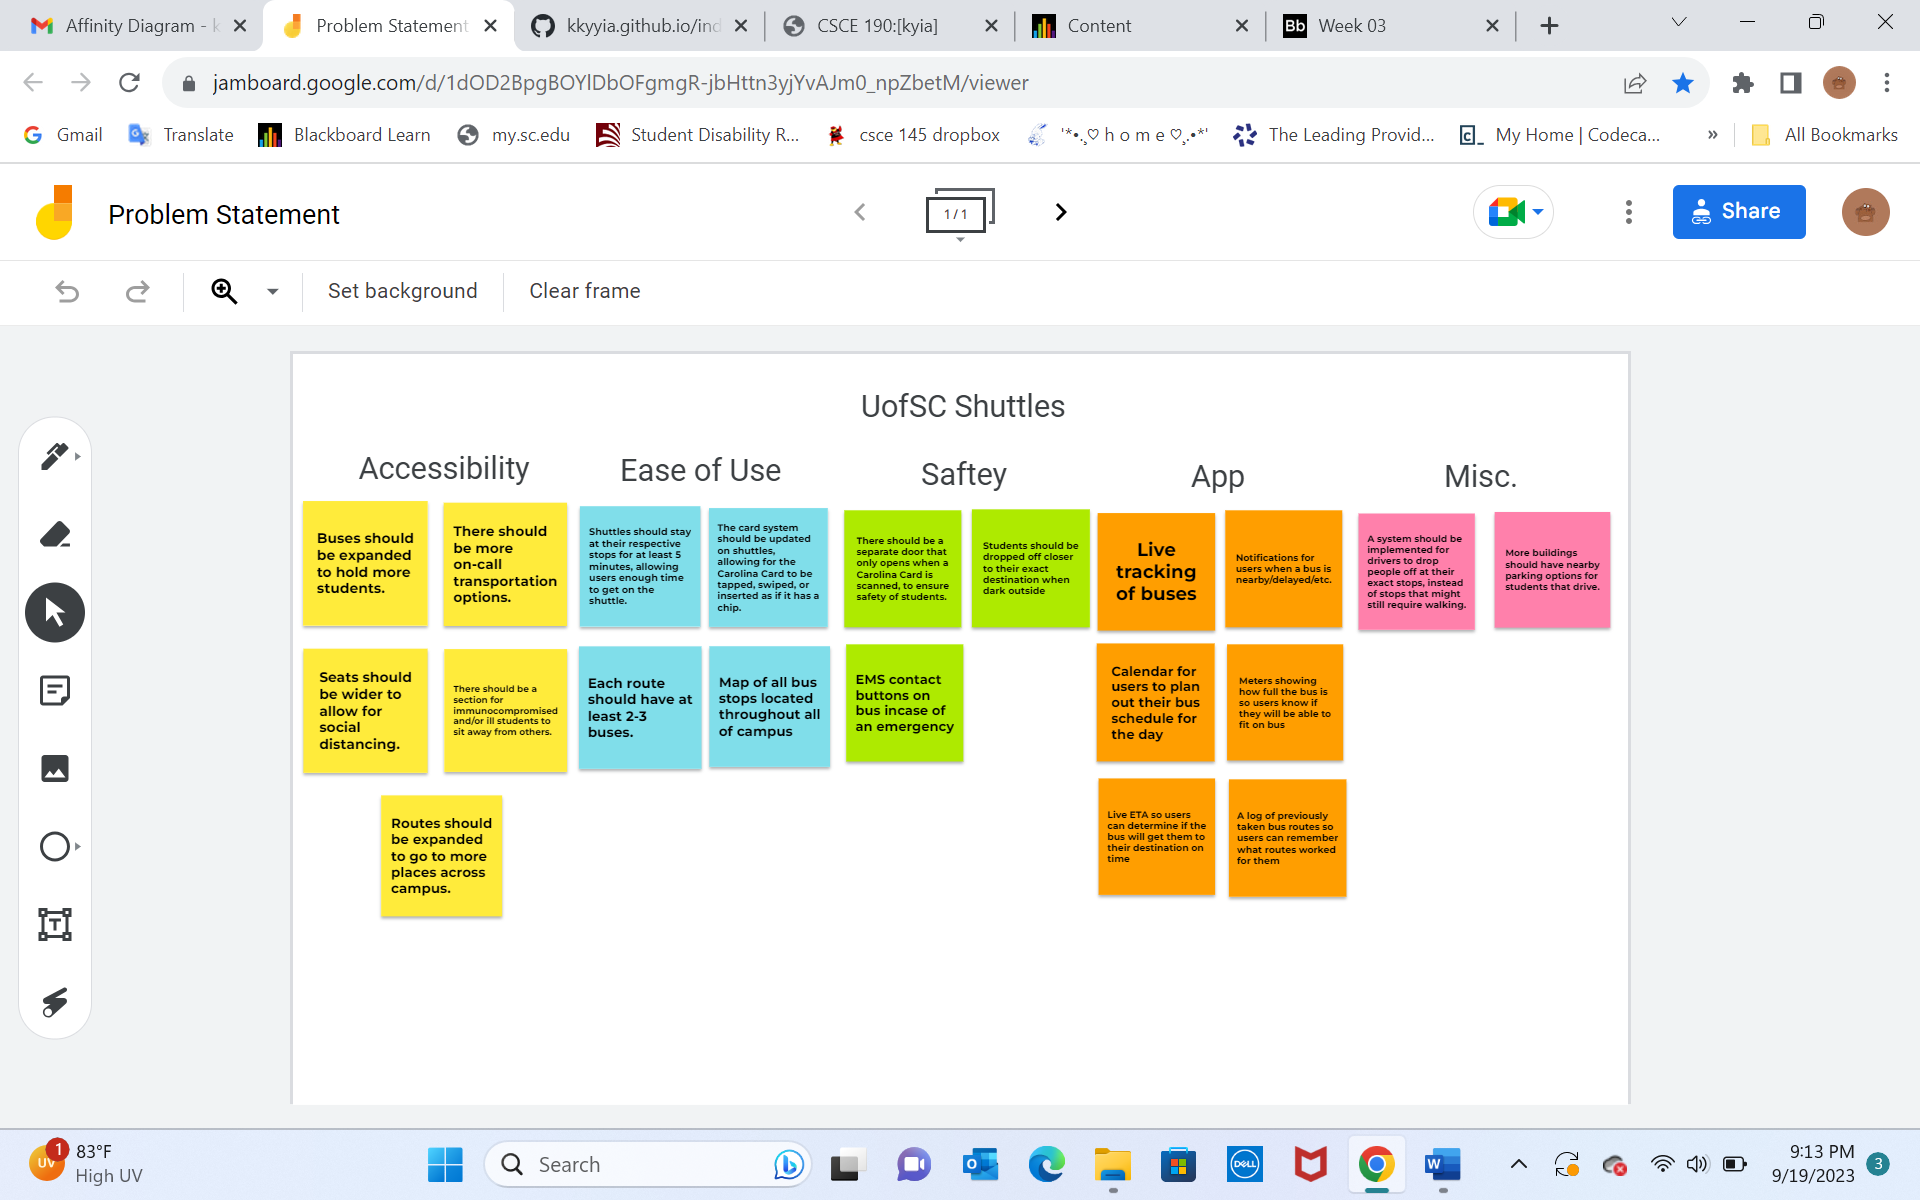 Affinity Diagram - k
Problem Statement
kkyyia.github.io/ind
CSCE 190:[kyia]
Content
Bb
Week 03
jamboard.google.com/d/1dOD2BpgBOYlDbOFgmgR-jbHttn3yjYvAJm0_npZbetM/viewer
Gmail
Translate
Blackboard Learn
my.sc.edu
Student Disability R...
csce 145 dropbox
'*•.¸♡ h o m e ♡¸.•*'
The Leading Provid...
My Home | Codeca...
»
All Bookmarks
Problem Statement
1 / 1
Share
Set background
Clear frame
UofSC Shuttles
Accessibility
Buses should
be expanded
to hold more
students.
There should
be more
on-call
transportation
options.
Seats should
be wider to
allow for
social
distancing.
There should be a
section for
immunocompromised
and/or ill students to
sit away from others.
Routes should
be expanded
to go to more
places across
campus.
Ease of Use
Shuttles should stay
at their respective
stops for at least 5
minutes, allowing
users enough time
to get on the
shuttle.
The card system
should be updated
on shuttles,
allowing for the
Carolina Card to be
tapped, swiped, or
inserted as if it has a
chip.
Each route
should have at
least 2-3
buses.
Map of all bus
stops located
throughout all
of campus
Saftey
There should be a
separate door that
only opens when a
Carolina Card is
scanned, to ensure
safety of students.
Students should be
dropped off closer
to their exact
destination when
dark outside
EMS contact
buttons on
bus incase of
an emergency
App
Live
tracking
of buses
Notifications for
users when a bus is
nearby/delayed/etc.
Calendar for
users to plan
out their bus
schedule for
the day
Meters showing
how full the bus is
so users know if
they will be able to
fit on bus
Live ETA so users
can determine if the
bus will get them to
their destination on
time
A log of previously
taken bus routes so
users can remember
what routes worked
for them
Misc.
A system should be
implemented for
drivers to drop
people off at their
exact stops, instead
of stops that might
still require walking.
More buildings
should have nearby
parking options for
students that drive.
1
UV
83°F
High UV
Search
DELL
W
9:13 PM
9/19/2023
3